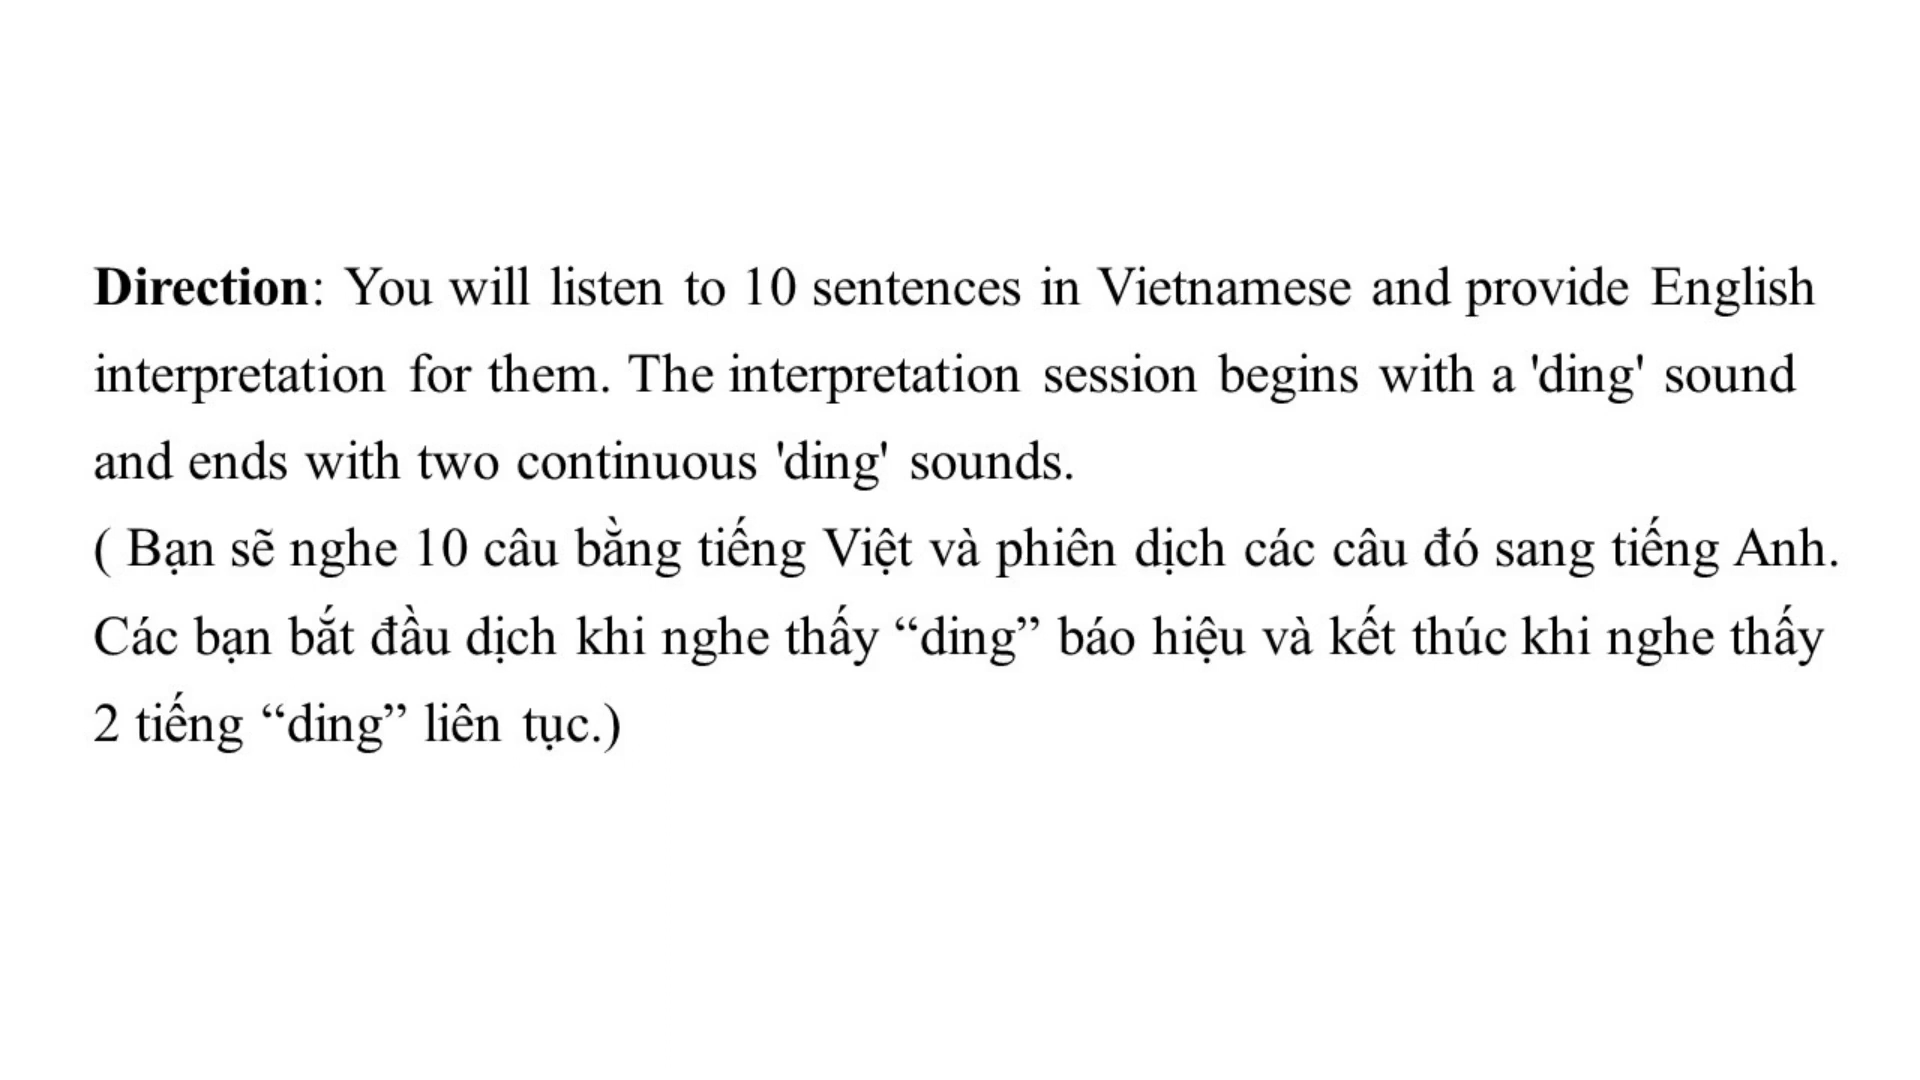 Direction: You will listen to 10 sentences in Vietnamese and provide English
interpretation for them. The interpretation session begins with a 'ding' sound
and ends with two continuous 'ding' sounds.
( Bạn sẽ nghe 10 câu bằng tiếng Việt và phiên dịch các câu đó sang tiếng Anh.
Các bạn bắt đầu dịch khi nghe thấy “ding” báo hiệu và kết thúc khi nghe thấy
2 tiếng “ding” liên tục.)